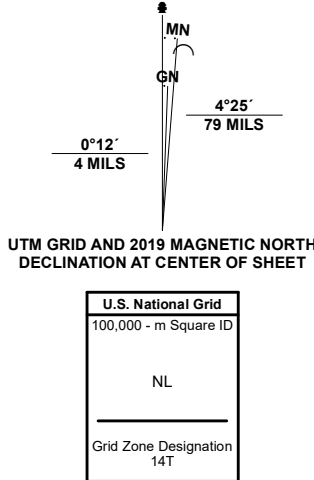 MN
GN
4°25´
79 MILS
0°12´
4 MILS
UTM GRID AND 2019 MAGNETIC NORTH
DECLINATION AT CENTER OF SHEET
U.S. National Grid
100,000 - m Square ID
NL
Grid Zone Designation
14T